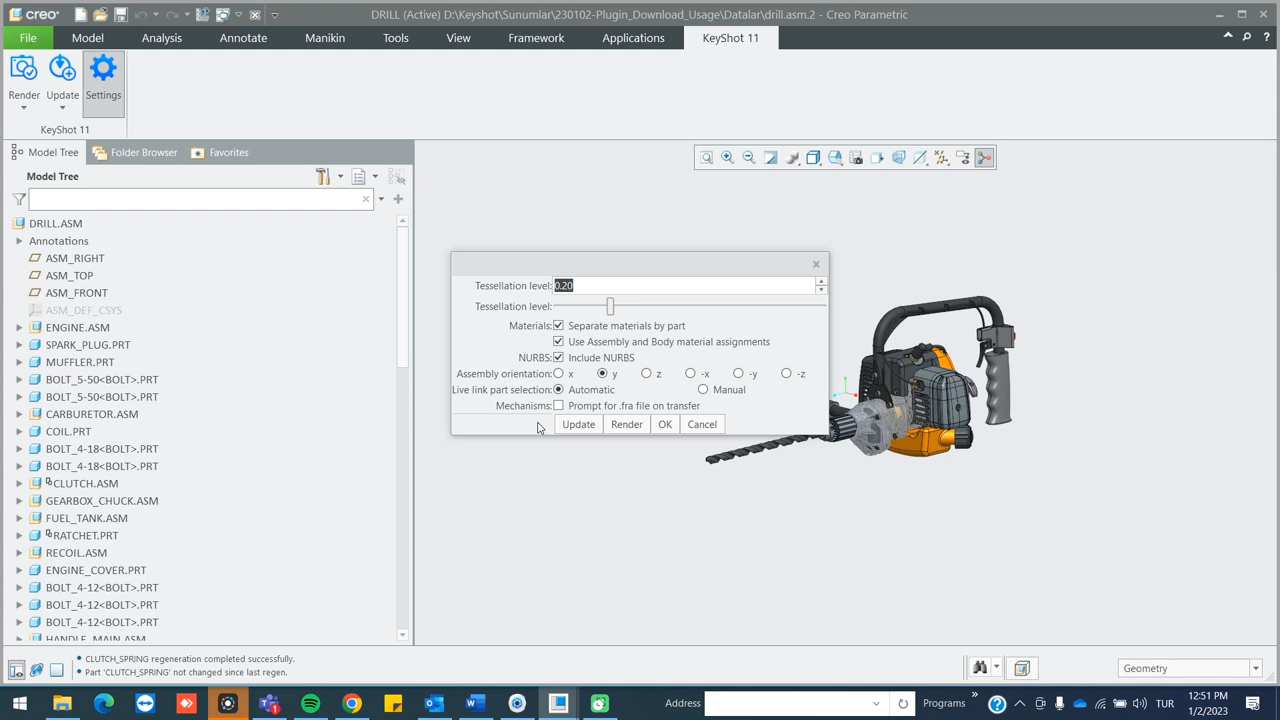 creo DRILL (Active) D:\Keyshot\Sunumlar\230102-Plugin_Download_Usage\Datalar\drill.asm.2 - Creo Parametric
File Model Analysis Annotate Manikin Tools View Framework Applications KeyShot 11
Render Update Settings
KeyShot 11
Model Tree Folder Browser Favorites
Model Tree
DRILL.ASM
Annotations
ASM_RIGHT
ASM_TOP
ASM_FRONT
ASM_DEF_CSYS
ENGINE.ASM
SPARK_PLUG.PRT
MUFFLER.PRT
BOLT_5-50<BOLT>.PRT
BOLT_5-50<BOLT>.PRT
CARBURETOR.ASM
COIL.PRT
BOLT_4-18<BOLT>.PRT
BOLT_4-18<BOLT>.PRT
CLUTCH.ASM
GEARBOX_CHUCK.ASM
FUEL_TANK.ASM
RATCHET.PRT
RECOIL.ASM
ENGINE_COVER.PRT
BOLT_4-12<BOLT>.PRT
BOLT_4-12<BOLT>.PRT
BOLT_4-12<BOLT>.PRT
HANDLE_MAIN.ASM
Tessellation level: 0.20
Tessellation level:
Materials: Separate materials by part
Use Assembly and Body material assignments
NURBS: Include NURBS
Assembly orientation: x y z -x -y -z
Live link part selection: Automatic Manual
Mechanisms: Prompt for .fra file on transfer
Update Render OK Cancel
• CLUTCH_SPRING regeneration completed successfully.
• Part 'CLUTCH_SPRING' not changed since last regen.
Geometry
Address Programs » TUR 12:51 PM
1/2/2023